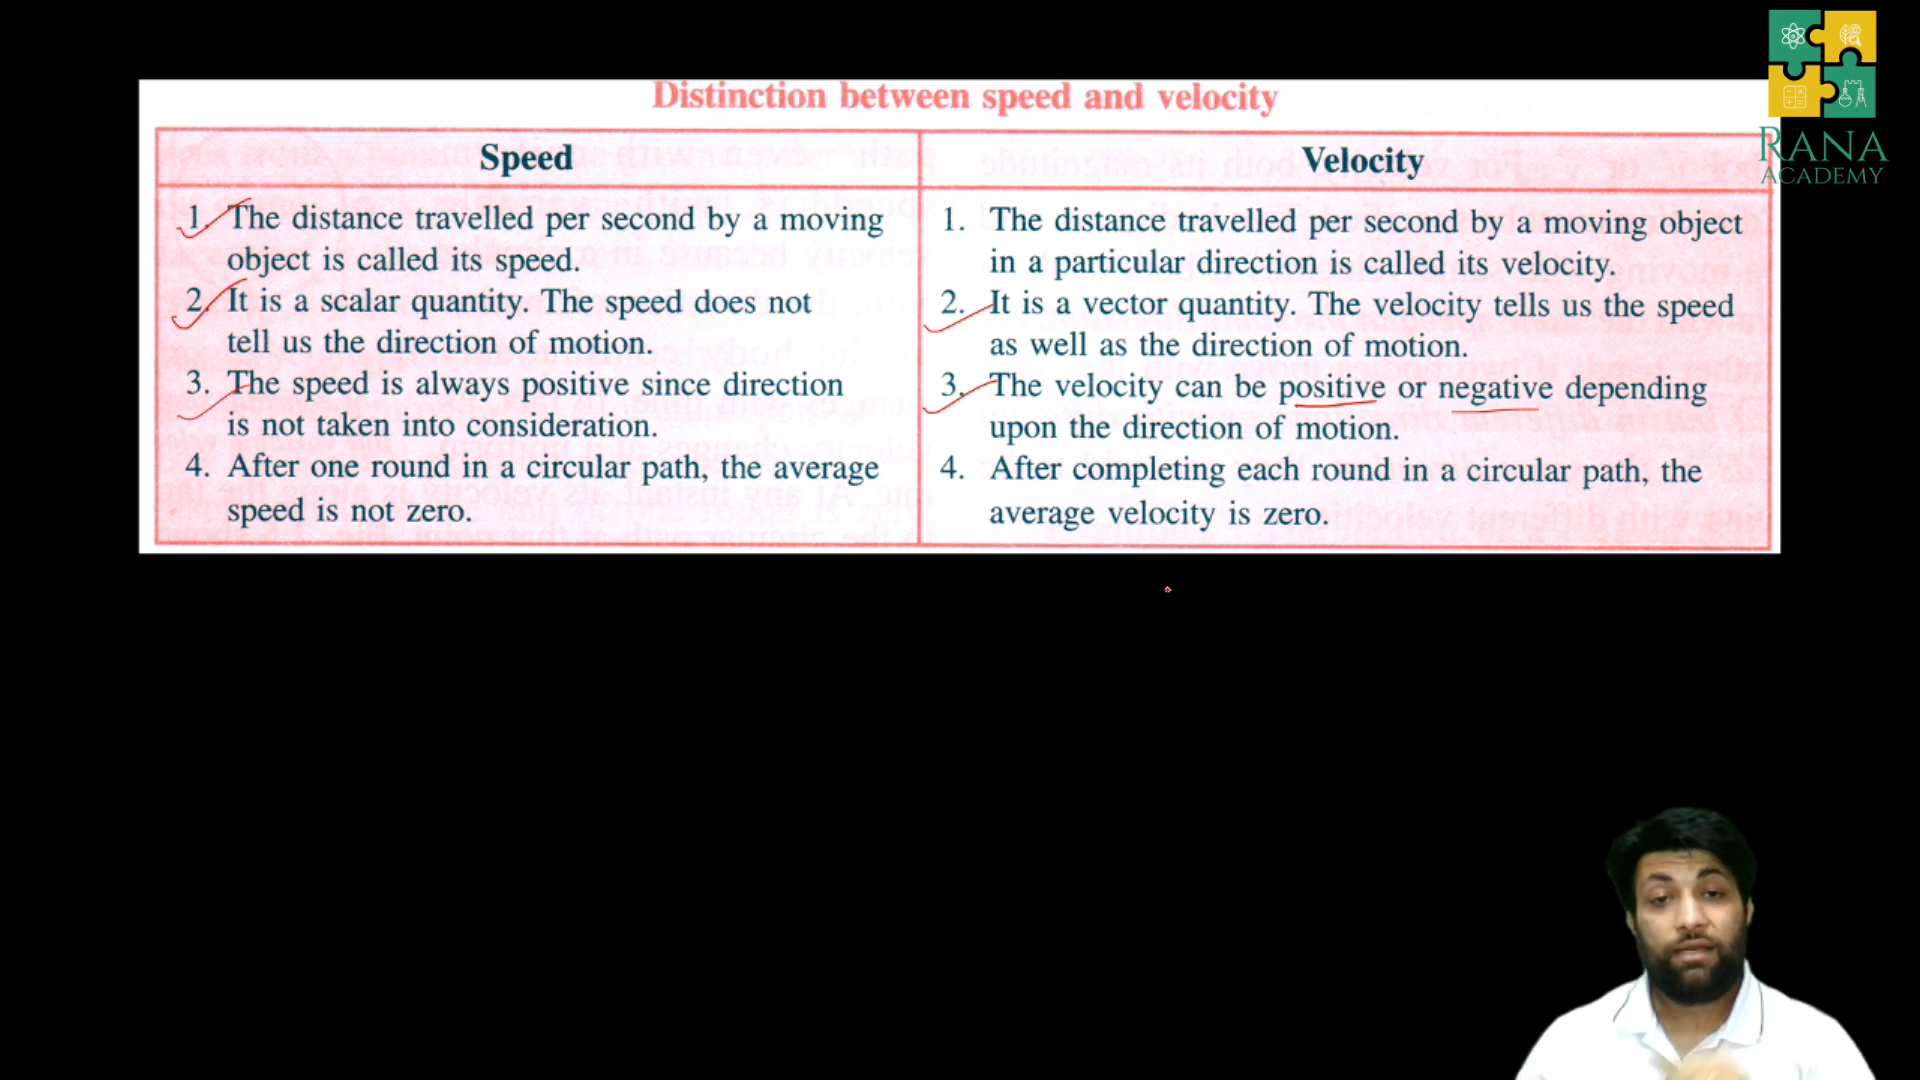 Distinction between speed and velocity
Speed
1. The distance travelled per second by a moving
object is called its speed.
2. It is a scalar quantity. The speed does not
tell us the direction of motion.
3. The speed is always positive since direction
is not taken into consideration.
4. After one round in a circular path, the average
speed is not zero.
Velocity
1. The distance travelled per second by a moving object
in a particular direction is called its velocity.
2. It is a vector quantity. The velocity tells us the speed
as well as the direction of motion.
3. The velocity can be positive or negative depending
upon the direction of motion.
4. After completing each round in a circular path, the
average velocity is zero.
RANA
ACADEMY